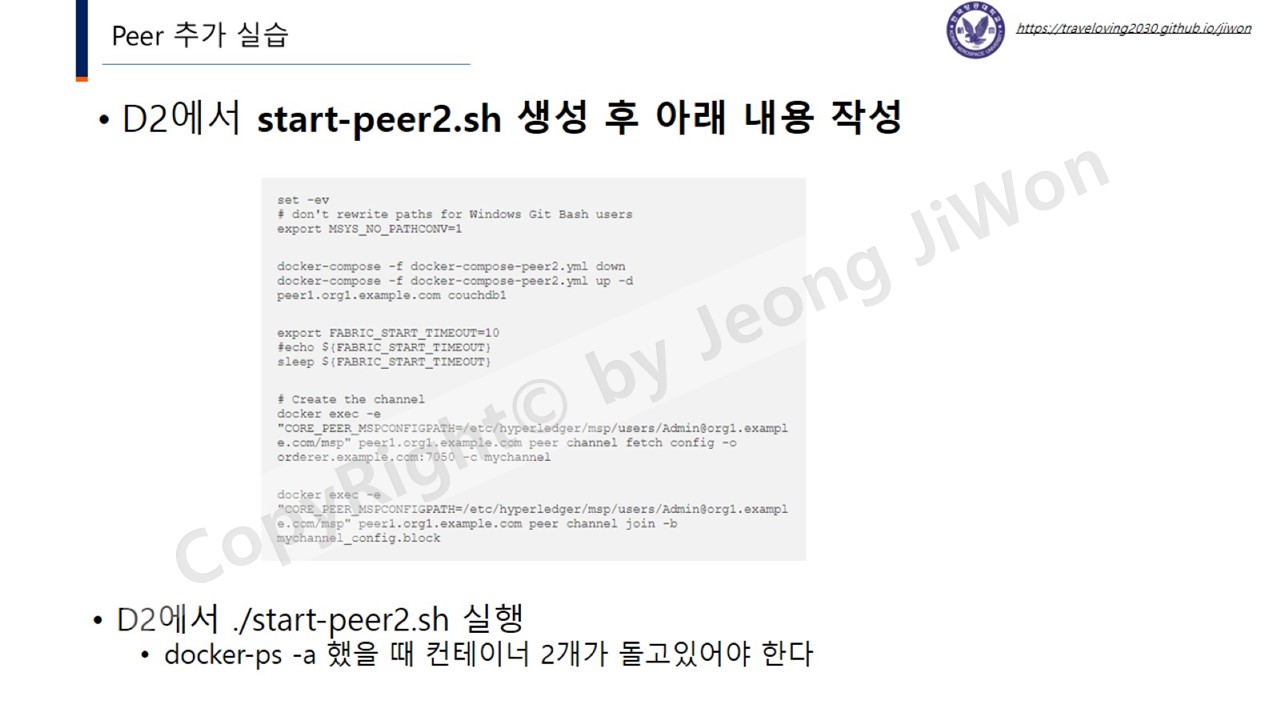 Peer 추가 실습
https://traveloving2030.github.io/jiwon
• D2에서 start-peer2.sh 생성 후 아래 내용 작성
set -ev
# don't rewrite paths for Windows Git Bash users
export MSYS_NO_PATHCONV=1
docker-compose -f docker-compose-peer2.yml down
docker-compose -f docker-compose-peer2.yml up -d
peer1.org1.example.com couchdb1
export FABRIC_START_TIMEOUT=10
#echo ${FABRIC_START_TIMEOUT}
sleep ${FABRIC_START_TIMEOUT}
# Create the channel
docker exec -e
"CORE_PEER_MSPCONFIGPATH=/etc/hyperledger/msp/users/Admin@org1.exampl
e.com/msp" peer1.org1.example.com peer channel fetch config -o
orderer.example.com:7050 -c mychannel
docker exec -e
"CORE_PEER_MSPCONFIGPATH=/etc/hyperledger/msp/users/Admin@org1.exampl
e.com/msp" peer1.org1.example.com peer channel join -b
mychannel_config.block
CopyRight© by Jeong JiWon
• D2에서 ./start-peer2.sh 실행
• docker-ps -a 했을 때 컨테이너 2개가 돌고있어야 한다